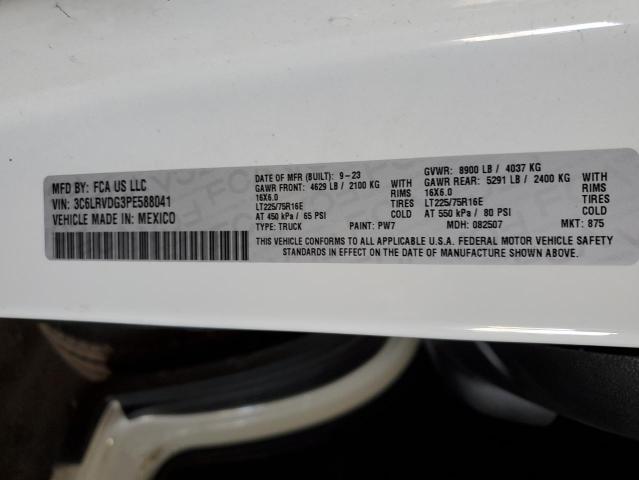 MFD BY: FCA US LLC
VIN: 3C6LRVDG3PE588041
VEHICLE MADE IN: MEXICO
DATE OF MFR (BUILT): 9-23 GVWR: 8900 LB / 4037 KG
GAWR FRONT: 4629 LB / 2100 KG WITH GAWR REAR: 5291 LB / 2400 KG WITH
16X6.0 RIMS 16X6.0 RIMS
LT225/75R16E TIRES LT225/75R16E TIRES
AT 450 kPa / 65 PSI COLD AT 550 kPa / 80 PSI COLD
TYPE: TRUCK PAINT: PW7 MDH: 082507 MKT: 875
THIS VEHICLE CONFORMS TO ALL APPLICABLE U.S.A. FEDERAL MOTOR VEHICLE SAFETY
STANDARDS IN EFFECT ON THE DATE OF MANUFACTURE SHOWN ABOVE.